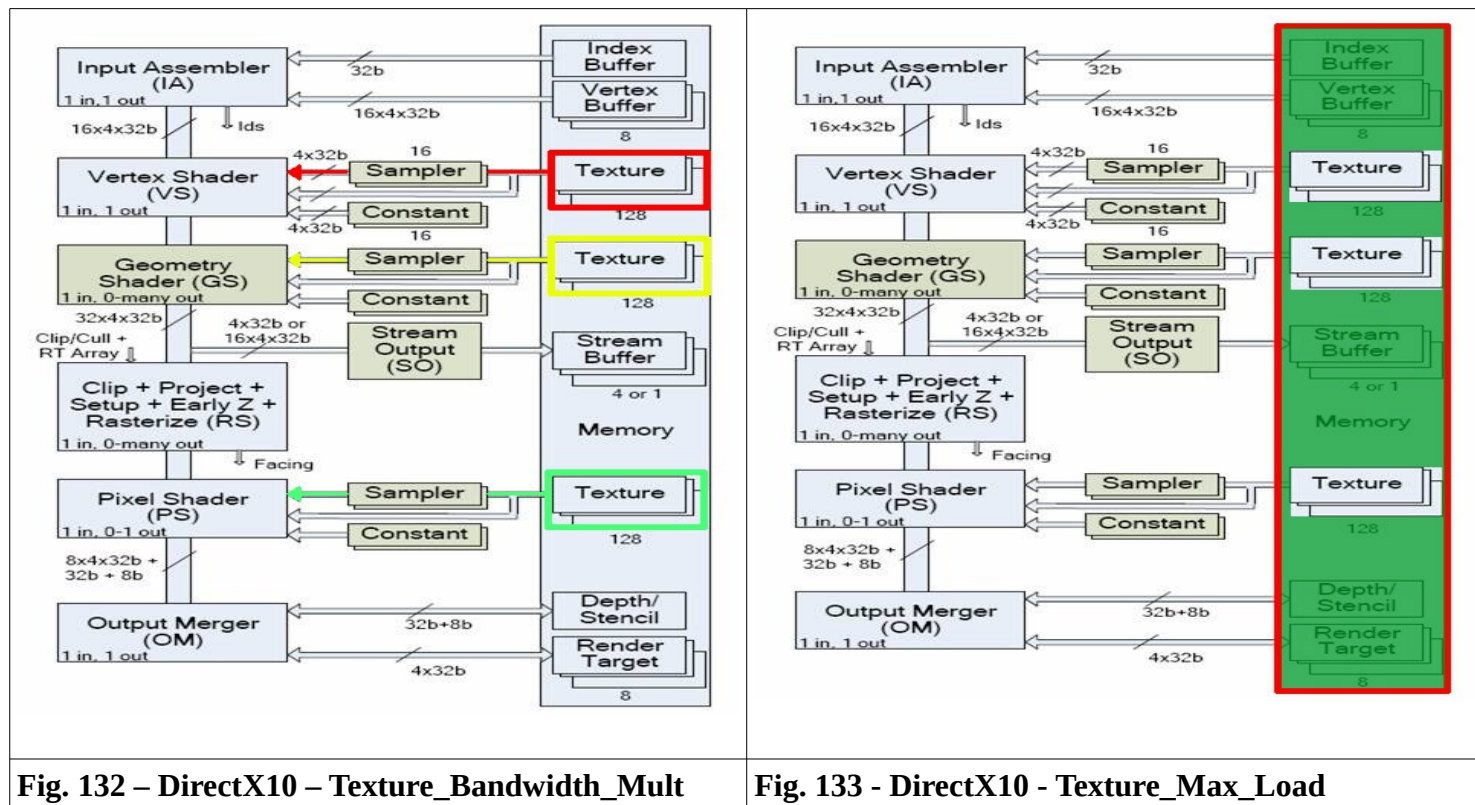 Index
Buffer
Input Assembler
(IA)
32b
1 in,1 out
Vertex
Buffer
16x4x32b
16x4x32b
Ids
8
4x32b
16
Sampler
Texture
Vertex Shader
(VS)
1 in, 1 out
Constant
128
4x32b
16
Sampler
Texture
Geometry
Shader (GS)
1 in, 0-many out
Constant
128
32x4x32b
Clip/Cull +
RT Array
4x32b or
16x4x32b
Stream
Output
(SO)
Stream
Buffer
4 or 1
Clip + Project +
Setup + Early Z +
Rasterize (RS)
1 in, 0-many out
Memory
Facing
Sampler
Texture
Pixel Shader
(PS)
1 in, 0-1 out
Constant
128
8x4x32b +
32b + 8b
Depth/
Stencil
32b+8b
Output Merger
(OM)
1 in, 1 out
Render
Target
4x32b
8
Fig. 132 – DirectX10 – Texture_Bandwidth_Mult
Index
Buffer
Input Assembler
(IA)
32b
1 in,1 out
Vertex
Buffer
16x4x32b
16x4x32b
Ids
8
4x32b
16
Sampler
Texture
Vertex Shader
(VS)
1 in, 1 out
Constant
128
4x32b
16
Sampler
Texture
Geometry
Shader (GS)
1 in, 0-many out
Constant
128
32x4x32b
Clip/Cull +
RT Array
4x32b or
16x4x32b
Stream
Output
(SO)
Stream
Buffer
4 or 1
Clip + Project +
Setup + Early Z +
Rasterize (RS)
1 in, 0-many out
Memory
Facing
Sampler
Texture
Pixel Shader
(PS)
1 in, 0-1 out
Constant
128
8x4x32b +
32b + 8b
Depth/
Stencil
32b+8b
Output Merger
(OM)
1 in, 1 out
Render
Target
4x32b
8
Fig. 133 - DirectX10 - Texture_Max_Load